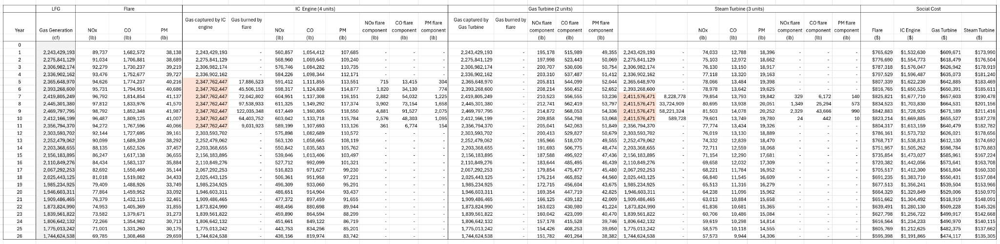 LFG Flare IC Engine (4 units) Gas Turbine (2 units) Steam Turbine (3 units) Social Cost
Gas captured by IC Gas burned by NOx flare CO flare PM flare Gas captured by Gas burned by NOx flare CO flare PM flare NOx flare CO flare PM flare
Year Gas Generation NOx CO PM engine flare NOx CO PM component component component Gas Turbine flare component component component NOx CO PM component component component Flare IC Engine Gas Turbine Steam Turbine
(cf) (lb) (lb) (lb) (lb) (lb) (lb) (lb) (lb) (lb) (lb) (lb) (lb) (lb) (lb) (lb) (lb) (lb) (lb) ($) ($) ($) ($)
0
1 2,243,429,193 89,737 1,682,572 38,138 2,243,429,193 - 560,857 1,054,412 107,685 - - - 2,243,429,193 - 195,178 515,989 49,355 2,243,429,193 - 74,033 12,788 18,396 - - - $765,629 $1,532,630 $609,671 $173,990
2 2,275,841,129 91,034 1,706,881 38,689 2,275,841,129 - 568,960 1,069,645 109,240 - - - 2,275,841,129 - 197,998 523,443 50,069 2,275,841,129 - 75,103 12,972 18,662 - - - $776,690 $1,554,773 $618,479 $176,504
3 2,306,982,174 92,279 1,730,237 39,219 2,306,982,174 - 576,746 1,084,282 110,735 - - - 2,306,982,174 - 200,707 530,606 50,754 2,306,982,174 - 76,130 13,150 18,917 - - - $787,318 $1,576,047 $626,942 $178,919
4 2,336,902,162 93,476 1,752,677 39,727 2,336,902,162 - 584,226 1,098,344 112,171 - - - 2,336,902,162 - 203,310 537,487 51,412 2,336,902,162 - 77,118 13,320 19,163 - - - $797,529 $1,596,487 $635,073 $181,240
5 2,365,648,970 94,626 1,774,237 40,216 2,347,762,447 17,886,523 591,412 1,111,855 113,551 715 13,415 304 2,365,648,970 - 205,811 544,099 52,044 2,365,648,970 - 78,066 13,484 19,398 - - - $807,339 $1,622,230 $642,885 $183,469
6 2,393,268,600 95,731 1,794,951 40,686 2,347,762,447 45,506,153 598,317 1,124,836 114,877 1,820 34,130 774 2,393,268,600 - 208,214 550,452 52,652 2,393,268,600 - 78,978 13,642 19,625 - - - $816,765 $1,650,525 $650,391 $185,611
7 2,419,805,249 96,792 1,814,854 41,137 2,347,762,447 72,042,802 604,951 1,137,308 116,151 2,882 54,032 1,225 2,419,805,249 - 210,523 556,555 53,236 2,411,576,471 8,228,778 79,854 13,793 19,842 329 6,172 140 $825,821 $1,677,710 $657,603 $190,478
8 2,445,301,380 97,812 1,833,976 41,570 2,347,762,447 97,538,933 611,325 1,149,292 117,374 3,902 73,154 1,658 2,445,301,380 - 212,741 562,419 53,797 2,411,576,471 33,724,909 80,695 13,938 20,051 1,349 25,294 573 $834,523 $1,703,830 $664,531 $201,156
9 2,469,797,795 98,792 1,852,348 41,987 2,347,762,447 122,035,348 617,449 1,160,805 118,550 4,881 91,527 2,075 2,469,797,795 - 214,872 568,053 54,336 2,411,576,471 58,221,324 81,503 14,078 20,252 2,329 43,666 990 $842,883 $1,728,925 $671,189 $211,416
10 2,412,166,199 96,487 1,809,125 41,007 2,347,762,447 64,403,752 603,042 1,133,718 115,784 2,576 48,303 1,095 2,412,166,199 - 209,858 554,798 53,068 2,411,576,471 589,728 79,601 13,749 19,780 24 442 10 $823,214 $1,669,885 $655,527 $187,278
11 2,356,794,370 94,272 1,767,596 40,066 2,347,762,447 9,031,923 589,199 1,107,693 113,126 361 6,774 154 2,356,794,370 - 205,041 542,063 51,849 2,356,794,370 - 77,774 13,434 19,326 - - - $804,317 $1,613,159 $640,479 $182,782
12 2,303,593,702 92,144 1,727,695 39,161 2,303,593,702 - 575,898 1,082,689 110,572 - - - 2,303,593,702 - 200,413 529,827 50,679 2,303,593,702 - 76,019 13,130 18,889 - - - $786,161 $1,573,732 $626,021 $178,656
13 2,252,479,062 90,099 1,689,359 38,292 2,252,479,062 - 563,120 1,058,665 108,119 - - - 2,252,479,062 - 195,966 518,070 49,555 2,252,479,062 - 74,332 12,839 18,470 - - - $768,717 $1,538,813 $612,130 $174,692
14 2,203,368,655 88,135 1,652,526 37,457 2,203,368,655 - 550,842 1,035,583 105,762 - - - 2,203,368,655 - 191,693 506,775 48,474 2,203,368,655 - 72,711 12,559 18,068 - - - $751,957 $1,505,262 $598,784 $170,883
15 2,156,183,895 86,247 1,617,138 36,655 2,156,183,895 - 539,046 1,013,406 103,497 - - - 2,156,183,895 - 187,588 495,922 47,436 2,156,183,895 - 71,154 12,290 17,681 - - - $735,854 $1,473,027 $585,961 $167,224
16 2,110,849,276 84,434 1,583,137 35,884 2,110,849,276 - 527,712 992,099 101,321 - - - 2,110,849,276 - 183,644 485,495 46,439 2,110,849,276 - 69,658 12,032 17,309 - - - $720,382 $1,442,056 $573,641 $163,708
17 2,067,292,253 82,692 1,550,469 35,144 2,067,292,253 - 516,823 971,627 99,230 - - - 2,067,292,253 - 179,854 475,477 45,480 2,067,292,253 - 68,221 11,784 16,952 - - - $705,517 $1,412,300 $561,804 $160,330
18 2,025,443,125 81,018 1,519,082 34,433 2,025,443,125 - 506,361 951,958 97,221 - - - 2,025,443,125 - 176,214 465,852 44,560 2,025,443,125 - 66,840 11,545 16,609 - - - $691,235 $1,383,710 $550,431 $157,084
19 1,985,234,925 79,409 1,488,926 33,749 1,985,234,925 - 496,309 933,060 95,291 - - - 1,985,234,925 - 172,715 456,604 43,675 1,985,234,925 - 65,513 11,316 16,279 - - - $677,513 $1,356,241 $539,504 $153,966
20 1,946,603,311 77,864 1,459,952 33,092 1,946,603,311 - 486,651 914,904 93,437 - - - 1,946,603,311 - 169,354 447,719 42,825 1,946,603,311 - 64,238 11,096 15,962 - - - $664,329 $1,329,849 $529,006 $150,970
21 1,909,486,465 76,379 1,432,115 32,461 1,909,486,465 - 477,372 897,459 91,655 - - - 1,909,486,465 - 166,125 439,182 42,009 1,909,486,465 - 63,013 10,884 15,658 - - - $651,662 $1,304,492 $518,919 $148,091
22 1,873,824,990 74,953 1,405,369 31,855 1,873,824,990 - 468,456 880,698 89,944 - - - 1,873,824,990 - 163,023 430,980 41,224 1,873,824,990 - 61,836 10,681 15,365 - - - $639,491 $1,280,130 $509,228 $145,326
23 1,839,561,822 73,582 1,379,671 31,273 1,839,561,822 - 459,890 864,594 88,299 - - - 1,839,561,822 - 160,042 423,099 40,470 1,839,561,822 - 60,706 10,486 15,084 - - - $627,798 $1,256,722 $499,917 $142,668
24 1,806,642,132 72,266 1,354,982 30,713 1,806,642,132 - 451,661 849,122 86,719 - - - 1,806,642,132 - 157,178 415,528 39,746 1,806,642,132 - 59,619 10,298 14,814 - - - $616,564 $1,234,233 $490,970 $140,115
25 1,775,013,242 71,001 1,331,260 30,175 1,775,013,242 - 443,753 834,256 85,201 - - - 1,775,013,242 - 154,426 408,253 39,050 1,775,013,242 - 58,575 10,118 14,555 - - - $605,769 $1,212,625 $482,375 $137,662
26 1,744,624,538 69,785 1,308,468 29,659 1,744,624,538 - 436,156 819,974 83,742 - - - 1,744,624,538 - 151,782 401,264 38,382 1,744,624,538 - 57,573 9,944 14,306 - - - $595,398 $1,191,865 $474,117 $135,305